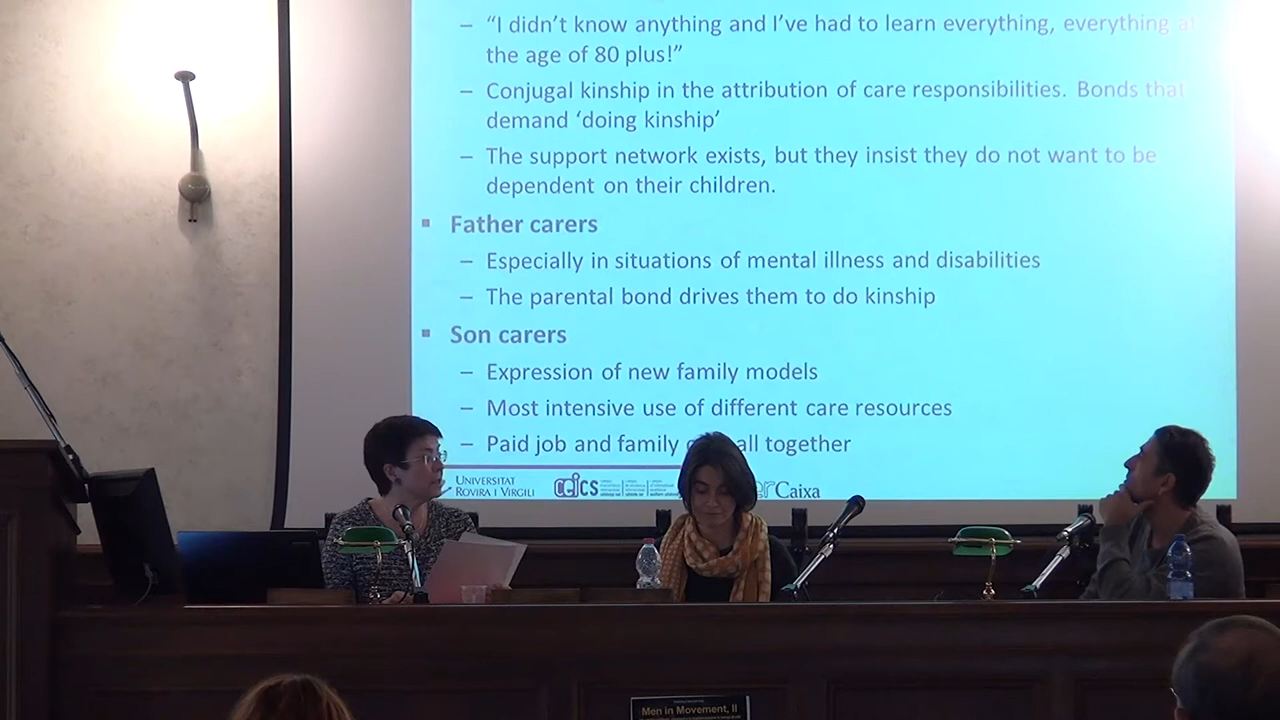 – “I didn’t know anything and I’ve had to learn everything, everything at
the age of 80 plus!”
– Conjugal kinship in the attribution of care responsibilities. Bonds that
demand ‘doing kinship’
– The support network exists, but they insist they do not want to be
dependent on their children.
▪ Father carers
– Especially in situations of mental illness and disabilities
– The parental bond drives them to do kinship
▪ Son carers
– Expression of new family models
– Most intensive use of different care resources
– Paid job and family all together
UNIVERSITAT
ROVIRA I VIRGILI
Caixa
Men in Movement, II